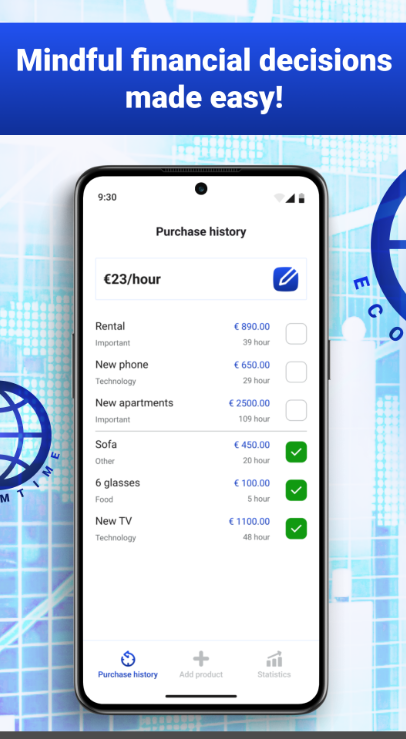 Mindful financial decisions
made easy!
9:30
Purchase history
€23/hour
Rental € 890.00
Important 39 hour
New phone € 650.00
Technology 29 hour
New apartments € 2500.00
Important 109 hour
Sofa € 450.00
Other 20 hour
6 glasses € 100.00
Food 5 hour
New TV € 1100.00
Technology 48 hour
Purchase history Add product Statistics
ECO
MTIME